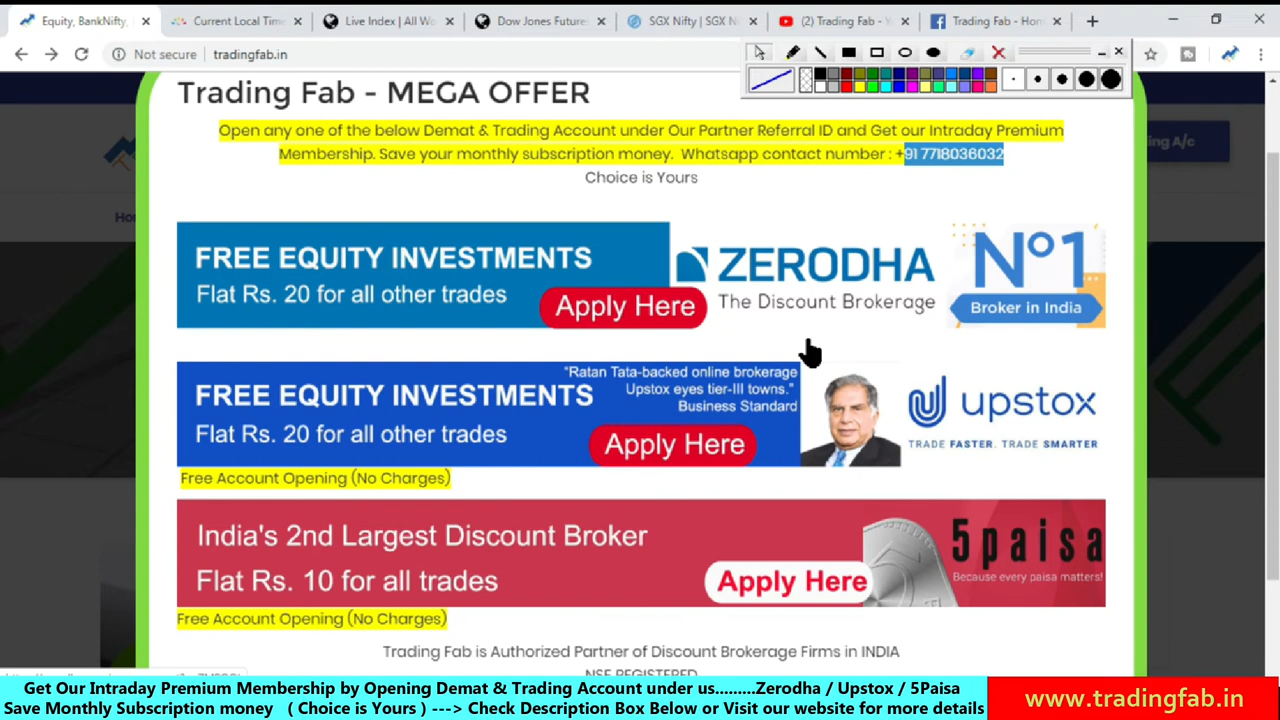 Equity, BankNifty,
Current Local Time
Live Index | All Wo
Dow Jones Future
SGX Nifty | SGX N
(2) Trading Fab - Y
Trading Fab - Hom
Not secure
tradingfab.in
Trading Fab - MEGA OFFER
Open any one of the below Demat & Trading Account under Our Partner Referral ID and Get our Intraday Premium
Membership. Save your monthly subscription money. Whatsapp contact number : +91 7718036032
Choice is Yours
ing A/c
Ho
FREE EQUITY INVESTMENTS
Flat Rs. 20 for all other trades
Apply Here
ZERODHA
The Discount Brokerage
Nº1
Broker in India
FREE EQUITY INVESTMENTS
Flat Rs. 20 for all other trades
"Ratan Tata-backed online brokerage
Upstox eyes tier-III towns."
Business Standard
Apply Here
upstox
TRADE FASTER. TRADE SMARTER
Free Account Opening (No Charges)
India's 2nd Largest Discount Broker
Flat Rs. 10 for all trades
Apply Here
5paisa
Because every paisa matters!
Free Account Opening (No Charges)
Trading Fab is Authorized Partner of Discount Brokerage Firms in INDIA
NSE REGISTERED
Get Our Intraday Premium Membership by Opening Demat & Trading Account under us.........Zerodha / Upstox / 5Paisa
Save Monthly Subscription money ( Choice is Yours ) ---> Check Description Box Below or Visit our website for more details
www.tradingfab.in